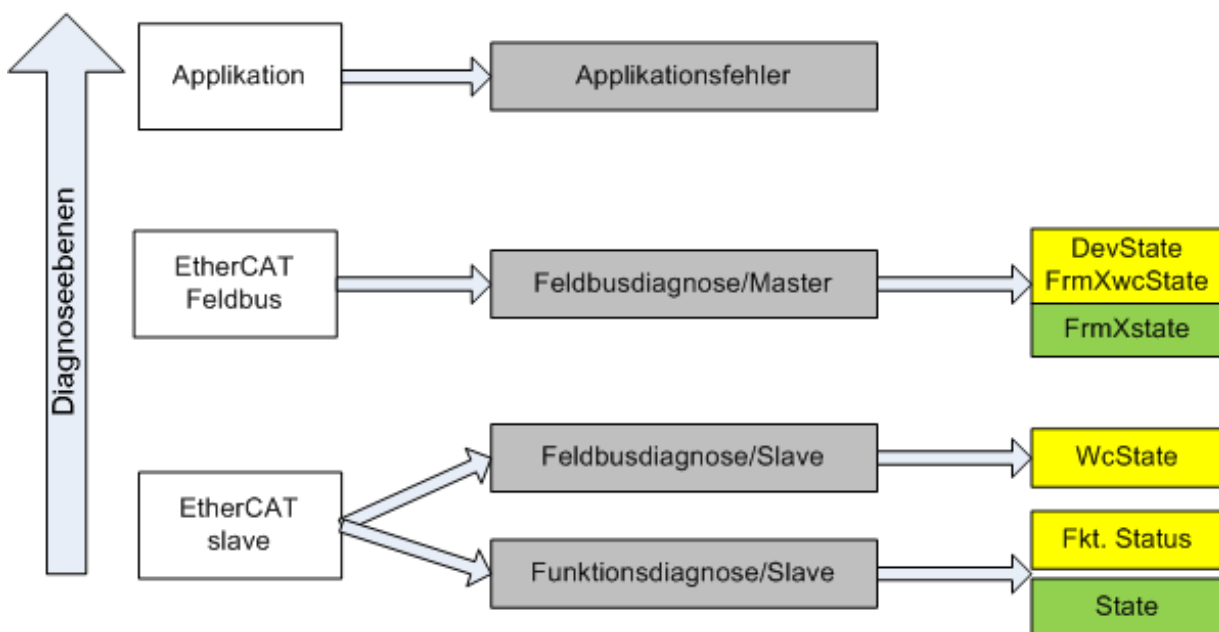 Diagnoseebenen
Applikation
Applikationsfehler
EtherCAT
Feldbus
Feldbusdiagnose/Master
DevState
FrmXwcState
FrmXstate
EtherCAT
slave
Feldbusdiagnose/Slave
WcState
Funktionsdiagnose/Slave
Fkt. Status
State